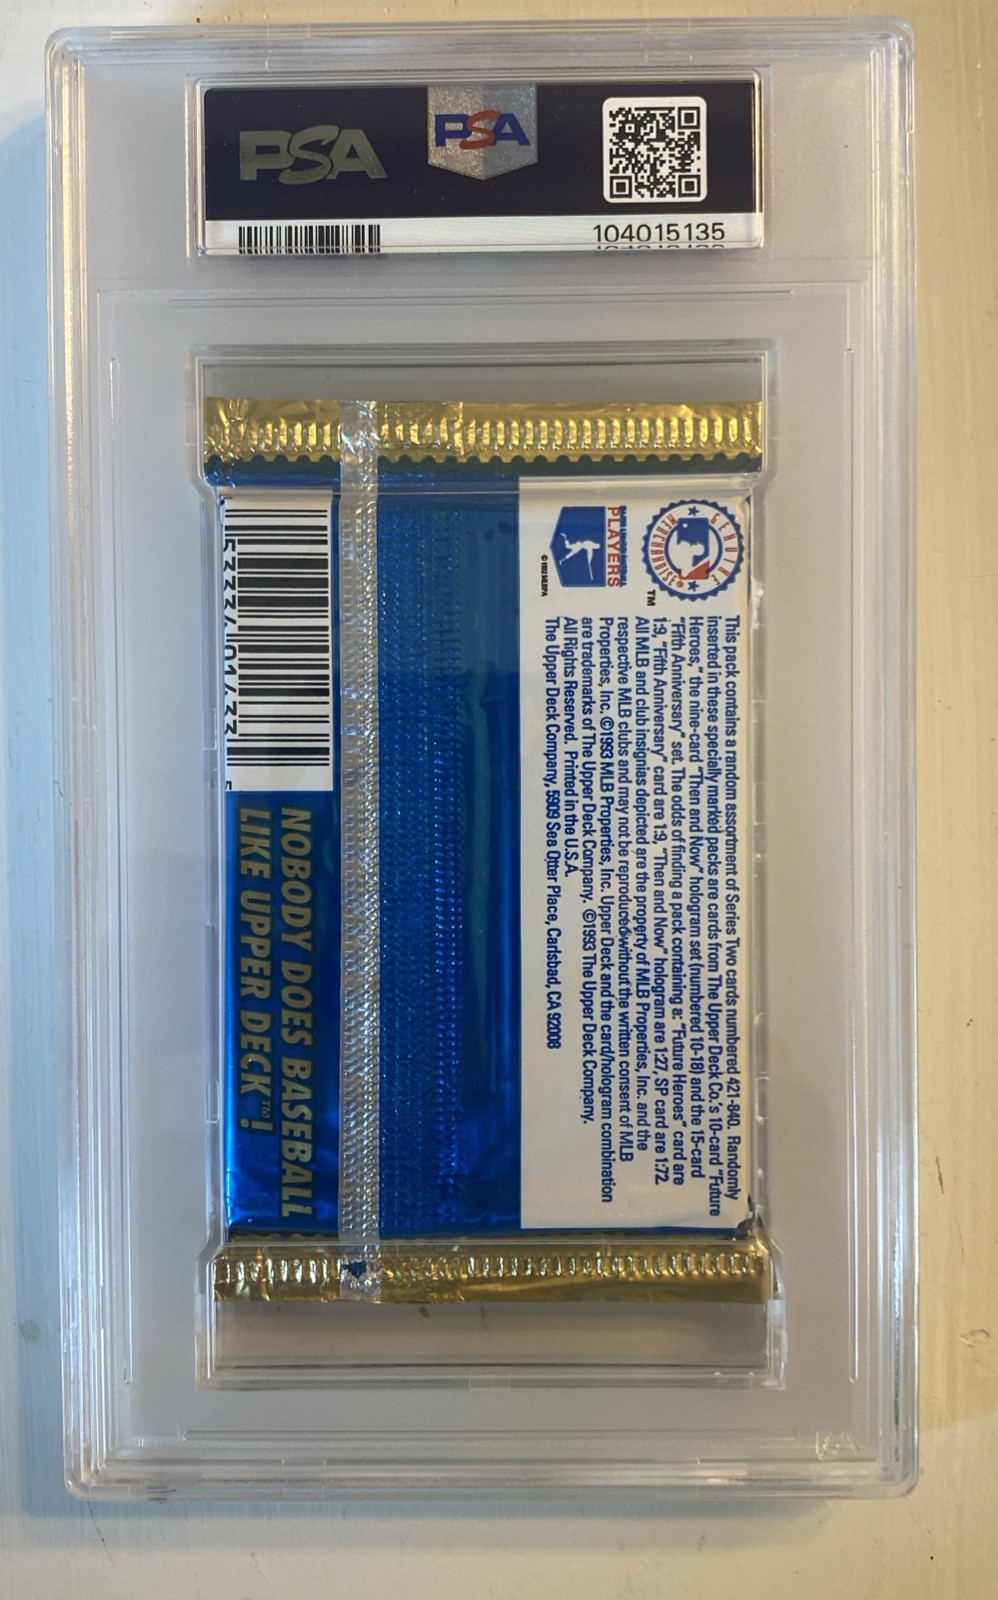 PSA
PSA
104015135
GENUINE
MERCHANDISE
TM
PLAYERS
This pack contains a random assortment of Series Two cards numbered 421-840. Randomly
inserted in these specially marked packs are cards from The Upper Deck Co.'s 10-card "Future
Heroes," the nine-card "Then and Now" hologram set (numbered 10-18) and the 15-card
"Fifth Anniversary" set. The odds of finding a pack containing a: "Future Heroes" card are
1:9, "Fifth Anniversary" card are 1:9, "Then and Now" hologram are 1:27, SP card are 1:72.
All MLB and club insignias depicted are the property of MLB Properties, Inc. and the
respective MLB clubs and may not be reproduced without the written consent of MLB
Properties, Inc. ©1993 MLB Properties, Inc. Upper Deck and the card/hologram combination
are trademarks of The Upper Deck Company. ©1993 The Upper Deck Company.
All Rights Reserved. Printed in the U.S.A.
The Upper Deck Company, 5909 Sea Otter Place, Carlsbad, CA 92008
NOBODY DOES BASEBALL
LIKE UPPER DECK™!